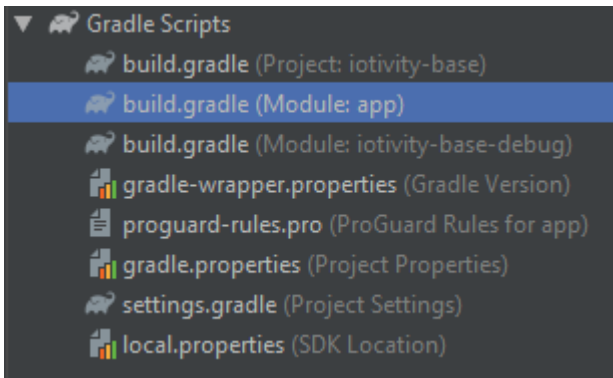 Gradle Scripts
build.gradle (Project: iotivity-base)
build.gradle (Module: app)
build.gradle (Module: iotivity-base-debug)
gradle-wrapper.properties (Gradle Version)
proguard-rules.pro (ProGuard Rules for app)
gradle.properties (Project Properties)
settings.gradle (Project Settings)
local.properties (SDK Location)